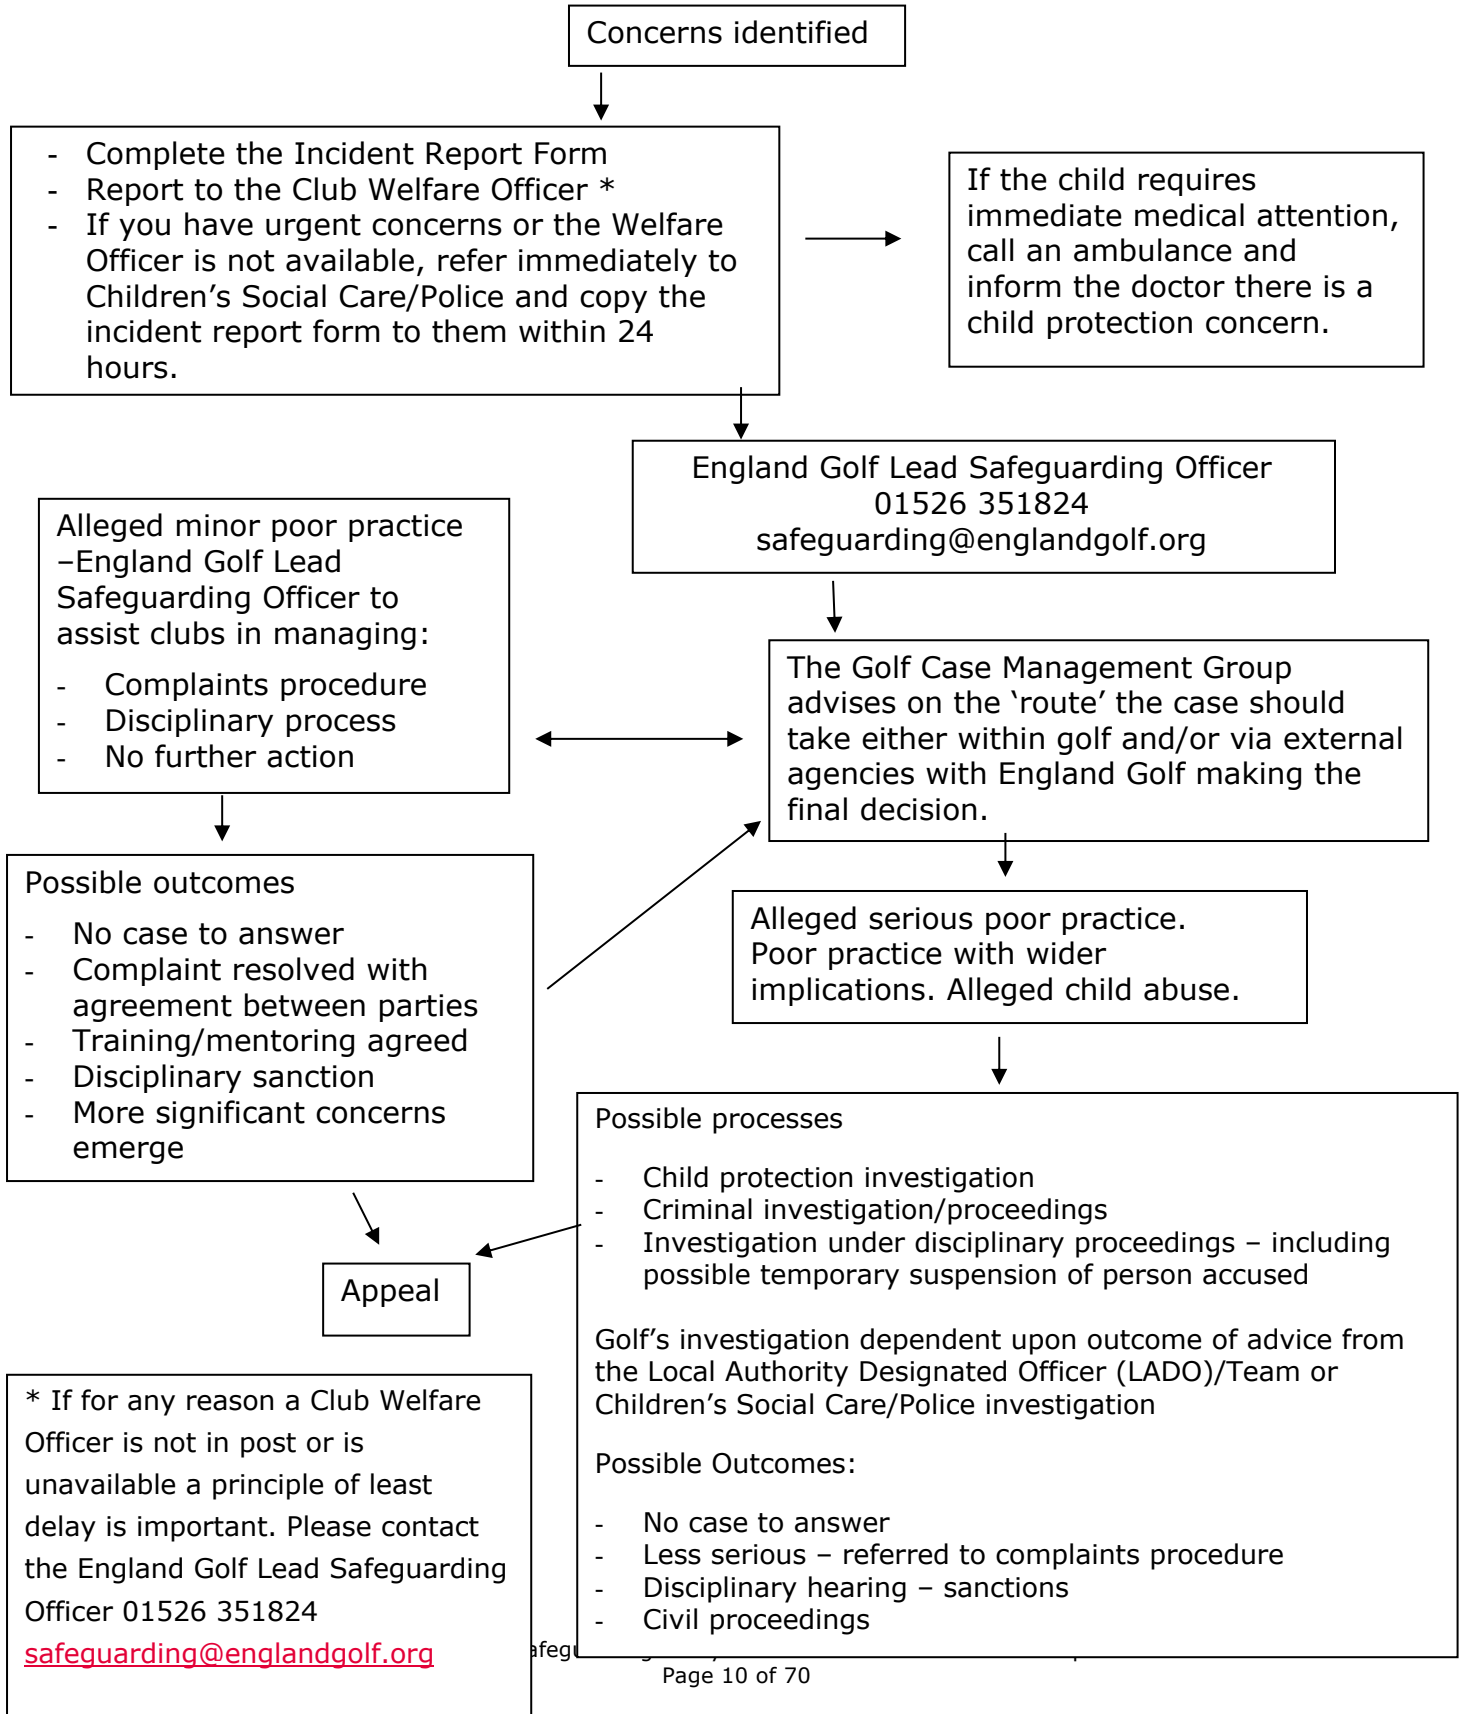 Concerns identified
- Complete the Incident Report Form
- Report to the Club Welfare Officer *
- If you have urgent concerns or the Welfare
Officer is not available, refer immediately to
Children’s Social Care/Police and copy the
incident report form to them within 24
hours.
If the child requires
immediate medical attention,
call an ambulance and
inform the doctor there is a
child protection concern.
England Golf Lead Safeguarding Officer
01526 351824
safeguarding@englandgolf.org
Alleged minor poor practice
–England Golf Lead
Safeguarding Officer to
assist clubs in managing:
- Complaints procedure
- Disciplinary process
- No further action
The Golf Case Management Group
advises on the ‘route’ the case should
take either within golf and/or via external
agencies with England Golf making the
final decision.
Possible outcomes
- No case to answer
- Complaint resolved with
agreement between parties
- Training/mentoring agreed
- Disciplinary sanction
- More significant concerns
emerge
Alleged serious poor practice.
Poor practice with wider
implications. Alleged child abuse.
Possible processes
- Child protection investigation
- Criminal investigation/proceedings
- Investigation under disciplinary proceedings – including
possible temporary suspension of person accused
Golf’s investigation dependent upon outcome of advice from
the Local Authority Designated Officer (LADO)/Team or
Children’s Social Care/Police investigation
Possible Outcomes:
- No case to answer
- Less serious – referred to complaints procedure
- Disciplinary hearing – sanctions
- Civil proceedings
Appeal
* If for any reason a Club Welfare
Officer is not in post or is
unavailable a principle of least
delay is important. Please contact
the England Golf Lead Safeguarding
Officer 01526 351824
safeguarding@englandgolf.org
Page 10 of 70